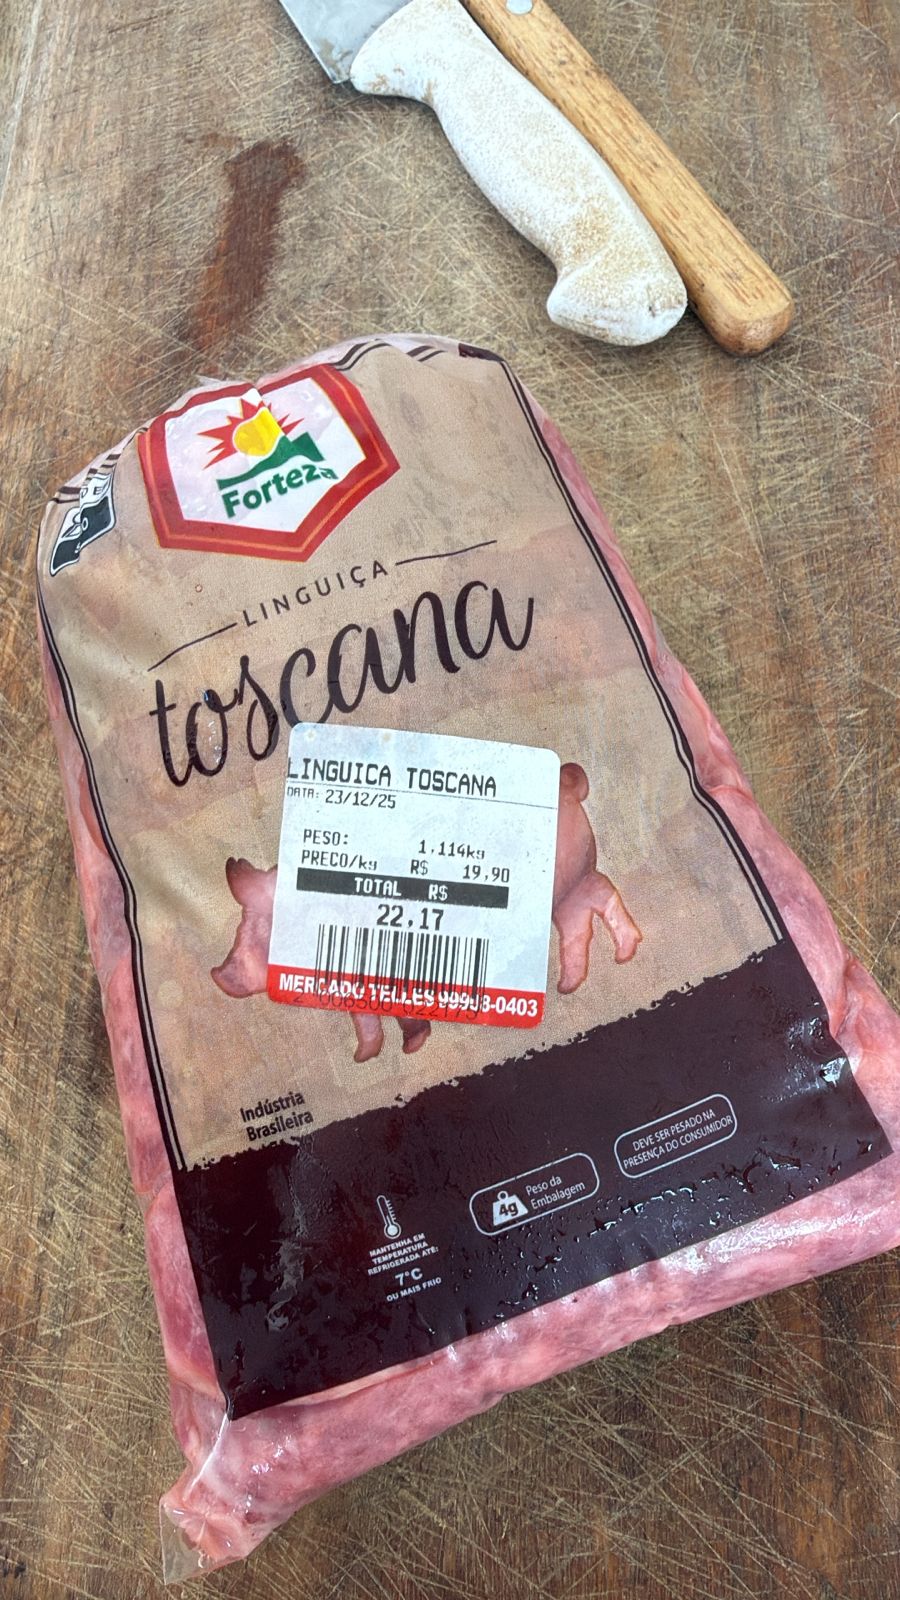 Forteza
LINGUIÇA
toscana
LINGUICA TOSCANA
DATA: 23/12/25
PESO: 1,114kg
PRECO/kg R$ 19,90
TOTAL R$
22,17
MERCADO TELLES 99908-0403
Indústria
Brasileira
MANTENHA EM
TEMPERATURA
REFRIGERADA ATÉ:
7°C
OU MAIS FRIO
4g
Peso da
Embalagem
DEVE SER PESADO NA
PRESENÇA DO CONSUMIDOR